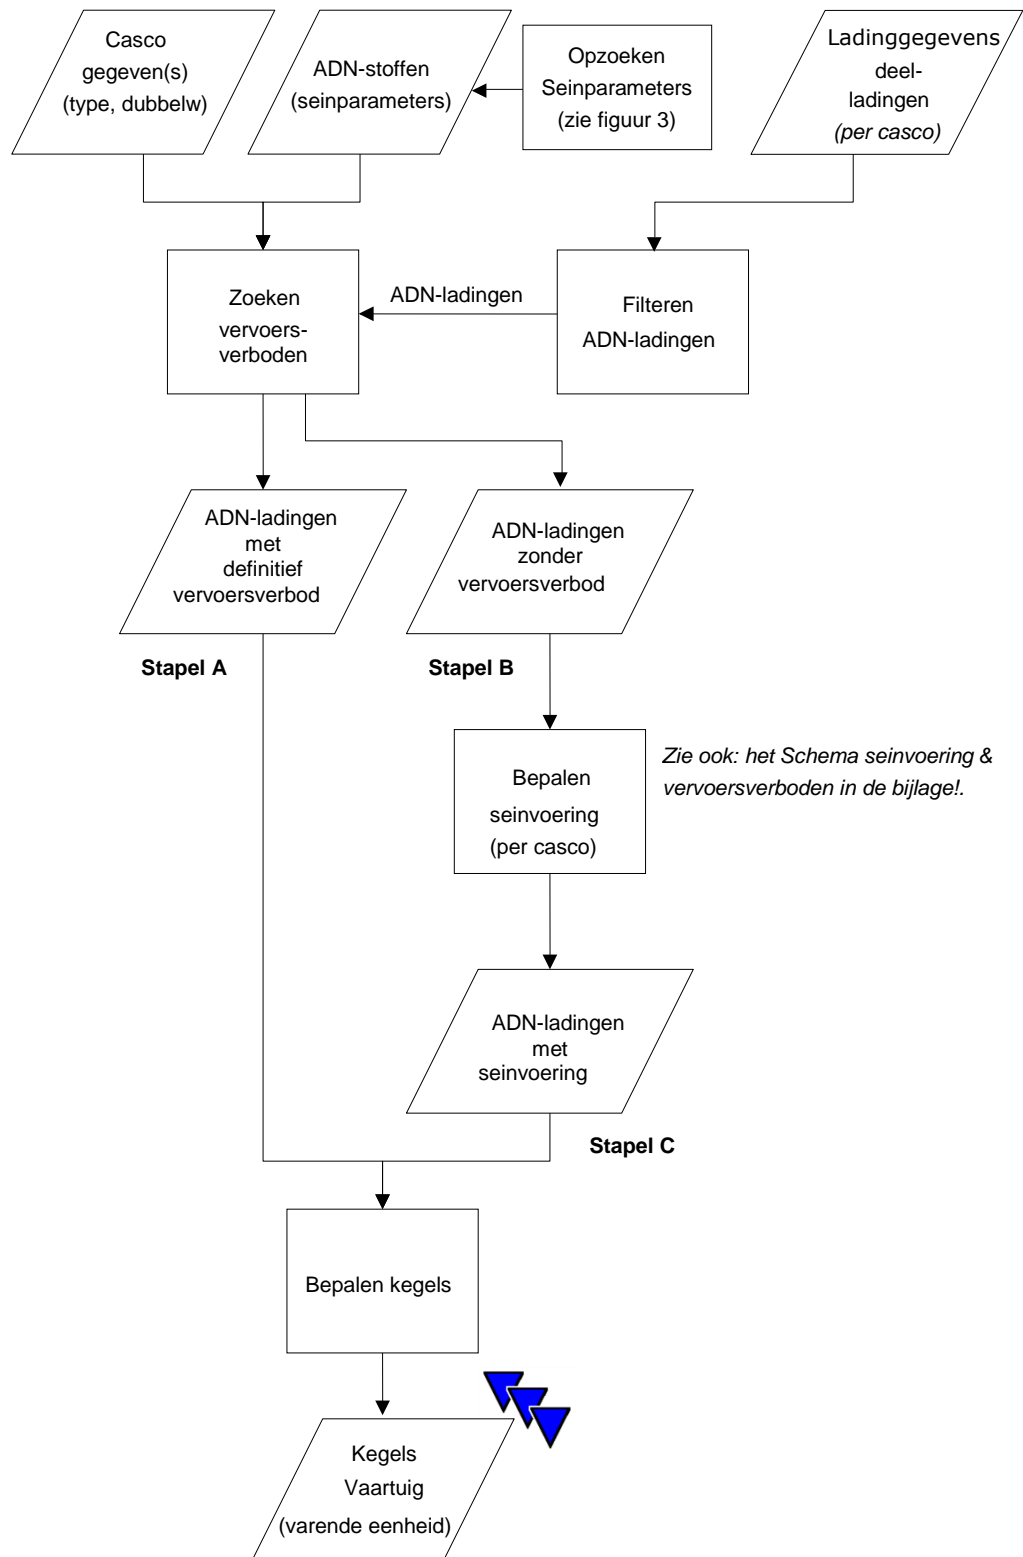 Casco
gegeven(s)
(type, dubbelw)
ADN-stoffen
(seinparameters)
Opzoeken
Seinparameters
(zie figuur 3)
Ladinggegevens
deel-
ladingen
(per casco)
Zoeken
vervoers-
verboden
ADN-ladingen
Filteren
ADN-ladingen
ADN-ladingen
met
definitief
vervoersverbod
ADN-ladingen
zonder
vervoersverbod
Stapel A
Stapel B
Bepalen
seinvoering
(per casco)
Zie ook: het Schema seinvoering &
vervoersverboden in de bijlage!.
ADN-ladingen
met
seinvoering
Stapel C
Bepalen kegels
Kegels
Vaartuig
(varende eenheid)